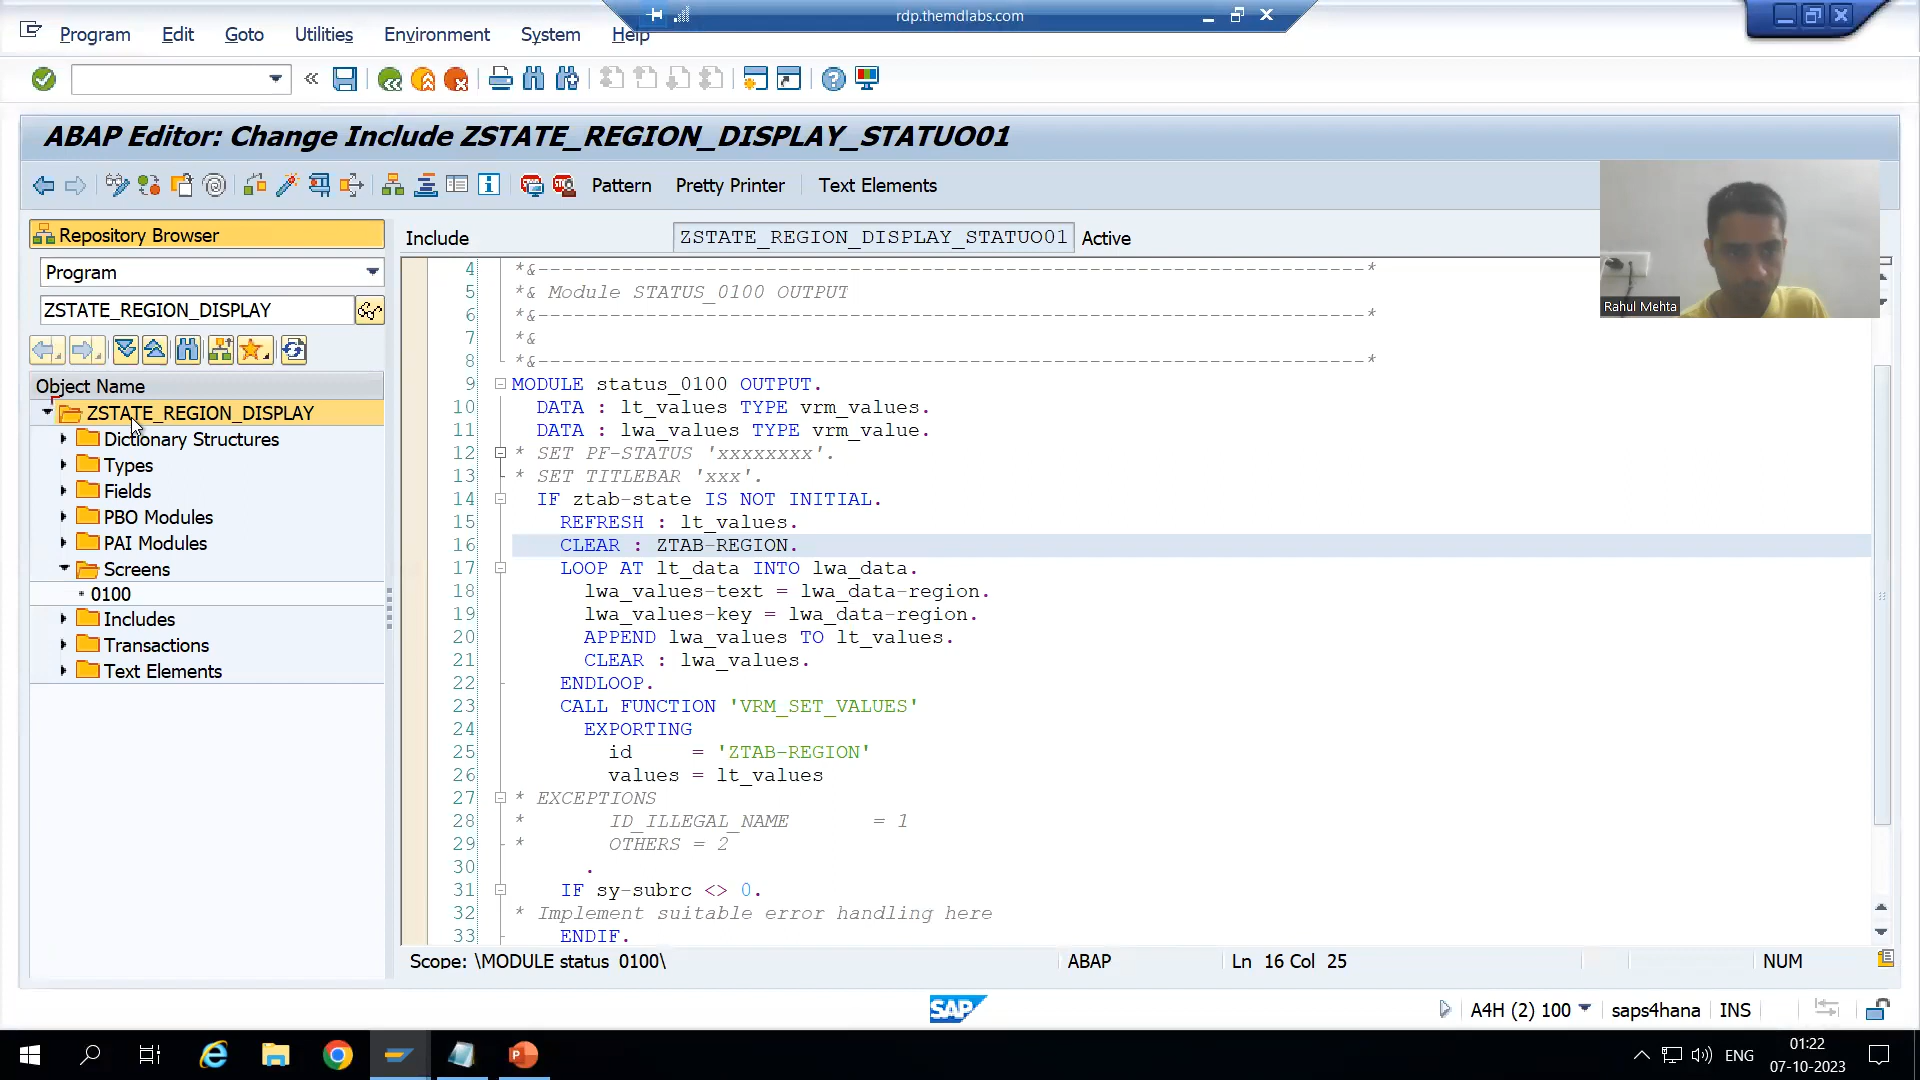 rdp.themdlabs.com
Program Edit Goto Utilities Environment System Help
ABAP Editor: Change Include ZSTATE_REGION_DISPLAY_STATUO01
Pattern Pretty Printer Text Elements
Repository Browser
Program
ZSTATE_REGION_DISPLAY
Object Name
ZSTATE_REGION_DISPLAY
Dictionary Structures
Types
Fields
PBO Modules
PAI Modules
Screens
0100
Includes
Transactions
Text Elements
Include ZSTATE_REGION_DISPLAY_STATUO01 Active
4 *&---------------------------------------------------------------------*
5 *& Module STATUS_0100 OUTPUT
6 *&---------------------------------------------------------------------*
7 *&
8 *&---------------------------------------------------------------------*
9 MODULE status_0100 OUTPUT.
10 DATA : lt_values TYPE vrm_values.
11 DATA : lwa_values TYPE vrm_value.
12 * SET PF-STATUS 'xxxxxxxx'.
13 * SET TITLEBAR 'xxx'.
14 IF ztab-state IS NOT INITIAL.
15 REFRESH : lt_values.
16 CLEAR : ZTAB-REGION.
17 LOOP AT lt_data INTO lwa_data.
18 lwa_values-text = lwa_data-region.
19 lwa_values-key = lwa_data-region.
20 APPEND lwa_values TO lt_values.
21 CLEAR : lwa_values.
22 ENDLOOP.
23 CALL FUNCTION 'VRM_SET_VALUES'
24 EXPORTING
25 id = 'ZTAB-REGION'
26 values = lt_values
27 * EXCEPTIONS
28 * ID_ILLEGAL_NAME = 1
29 * OTHERS = 2
30 .
31 IF sy-subrc <> 0.
32 * Implement suitable error handling here
33 ENDIF.
Rahul Mehta
Scope: \MODULE status_0100\ ABAP Ln 16 Col 25 NUM
SAP
A4H (2) 100 saps4hana INS
ENG
01:22
07-10-2023